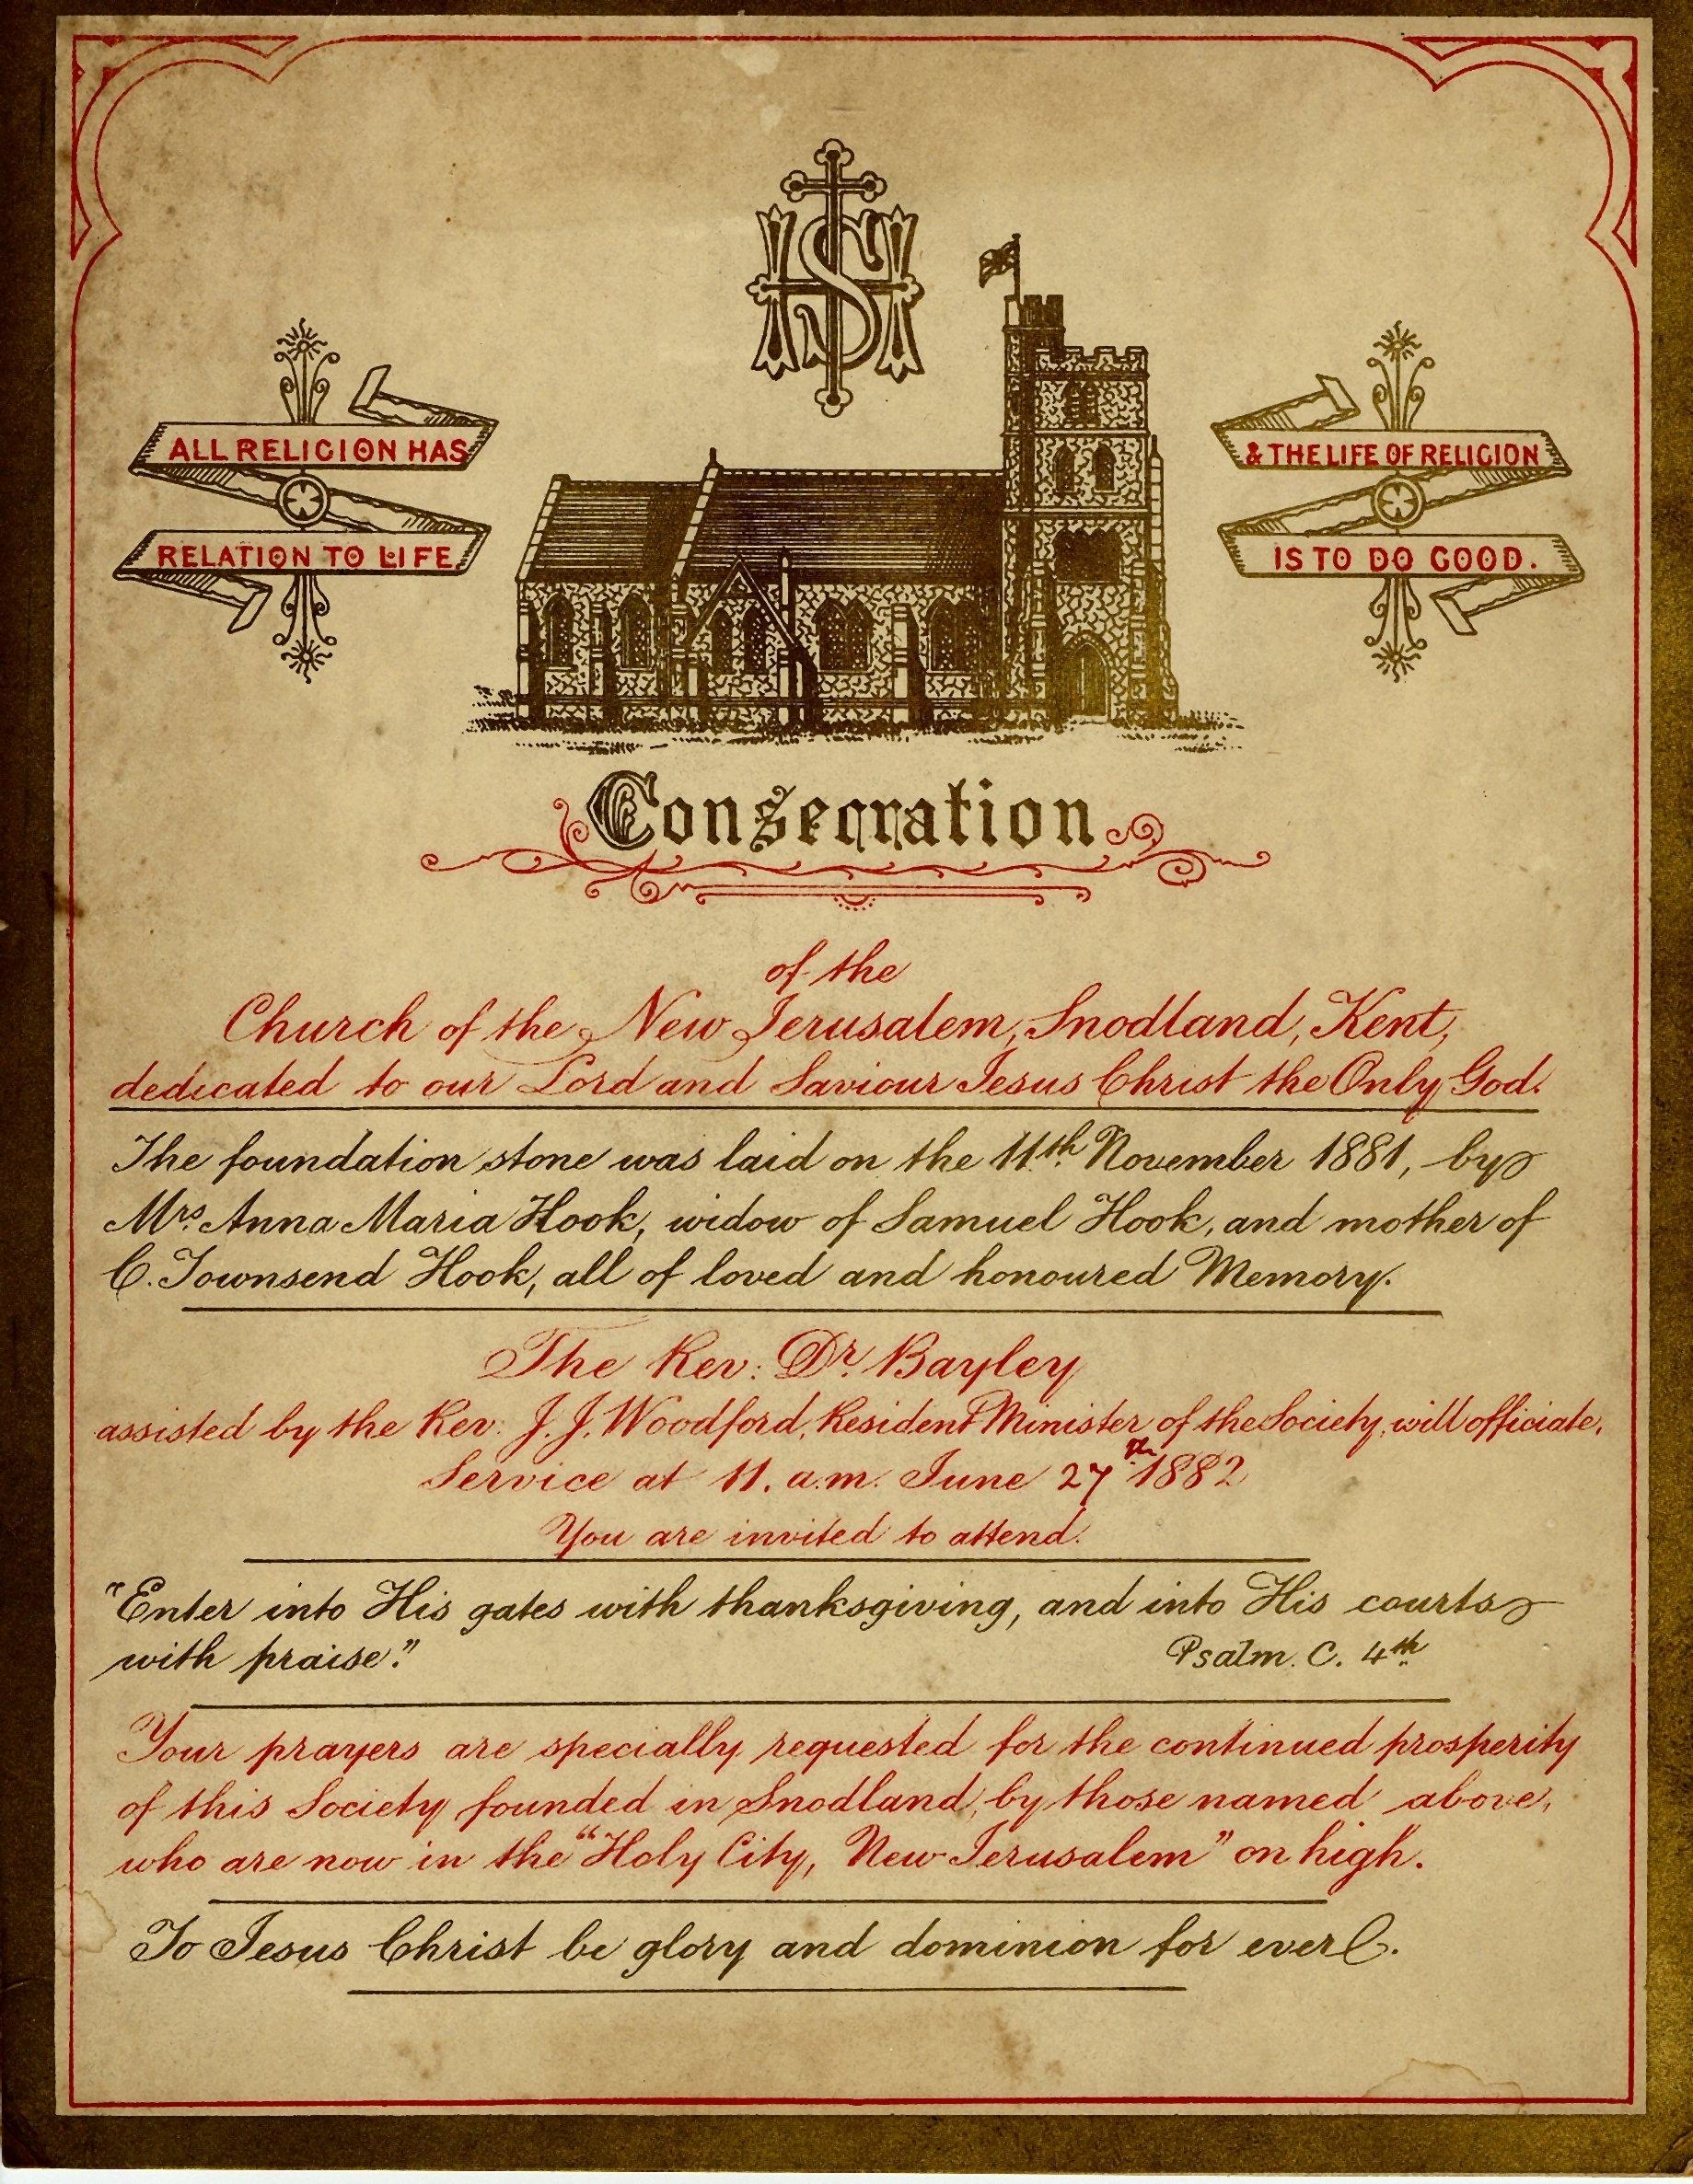 IHS
ALL RELIGION HAS
RELATION TO LIFE,
& THE LIFE OF RELIGION
IS TO DO GOOD.
Consecration
of the
Church of the New Jerusalem, Snodland, Kent,
dedicated to our Lord and Saviour Jesus Christ the Only God.
The foundation stone was laid on the 11th November 1881, by
Mrs. Anna Maria Hook, widow of Samuel Hook, and mother of
C. Townsend Hook, all of loved and honoured Memory.
The Rev: Dr. Bayley
assisted by the Rev: J. J. Woodford, Resident Minister of the Society, will officiate.
Service at 11. a.m. June 27th 1882
You are invited to attend.
"Enter into His gates with thanksgiving, and into His courts
with praise." Psalm. C. 4th
Your prayers are specially requested for the continued prosperity
of this Society founded in Snodland, by those named above,
who are now in the "Holy City, New Jerusalem" on high.
To Jesus Christ be glory and dominion for ever.